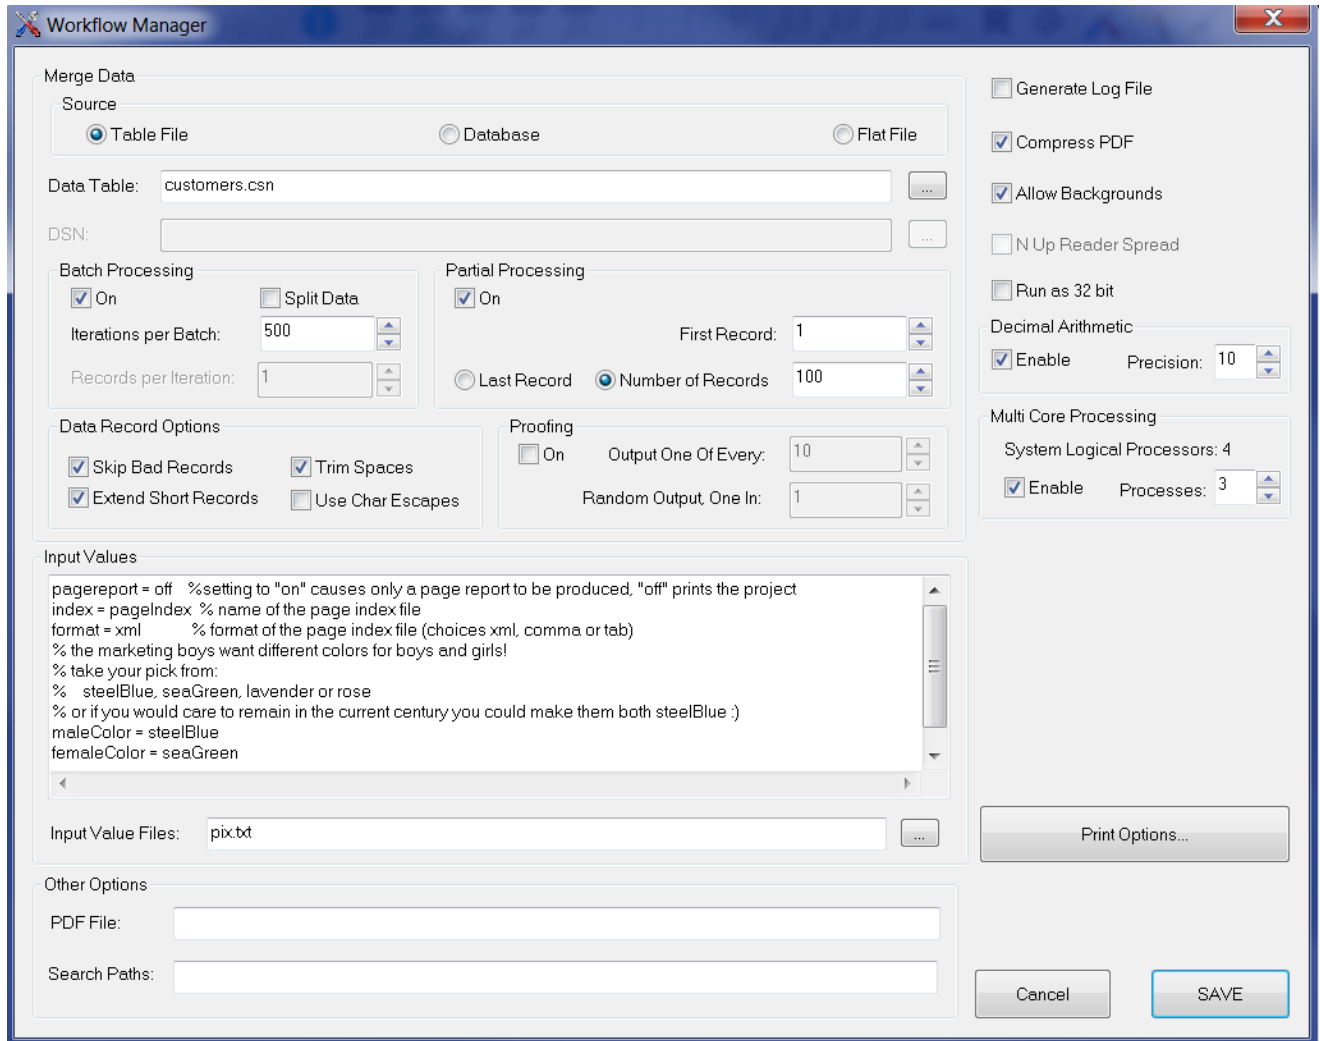 Workflow Manager
X
Merge Data
Source
Table File
Database
Flat File
Data Table:
customers.csn
...
DSN:
...
Batch Processing
On
Split Data
Iterations per Batch:
500
Records per Iteration:
1
Partial Processing
On
First Record:
1
Last Record
Number of Records
100
Data Record Options
Skip Bad Records
Trim Spaces
Extend Short Records
Use Char Escapes
Proofing
On
Output One Of Every:
10
Random Output, One In:
1
Generate Log File
Compress PDF
Allow Backgrounds
N Up Reader Spread
Run as 32 bit
Decimal Arithmetic
Enable
Precision:
10
Multi Core Processing
System Logical Processors: 4
Enable
Processes:
3
Input Values
pagereport = off %setting to "on" causes only a page report to be produced, "off" prints the project
index = pageIndex % name of the page index file
format = xml % format of the page index file (choices xml, comma or tab)
% the marketing boys want different colors for boys and girls!
% take your pick from:
% steelBlue, seaGreen, lavender or rose
% or if you would care to remain in the current century you could make them both steelBlue :)
maleColor = steelBlue
femaleColor = seaGreen
Input Value Files:
pix.txt
...
Print Options...
Other Options
PDF File:
Search Paths:
Cancel
SAVE